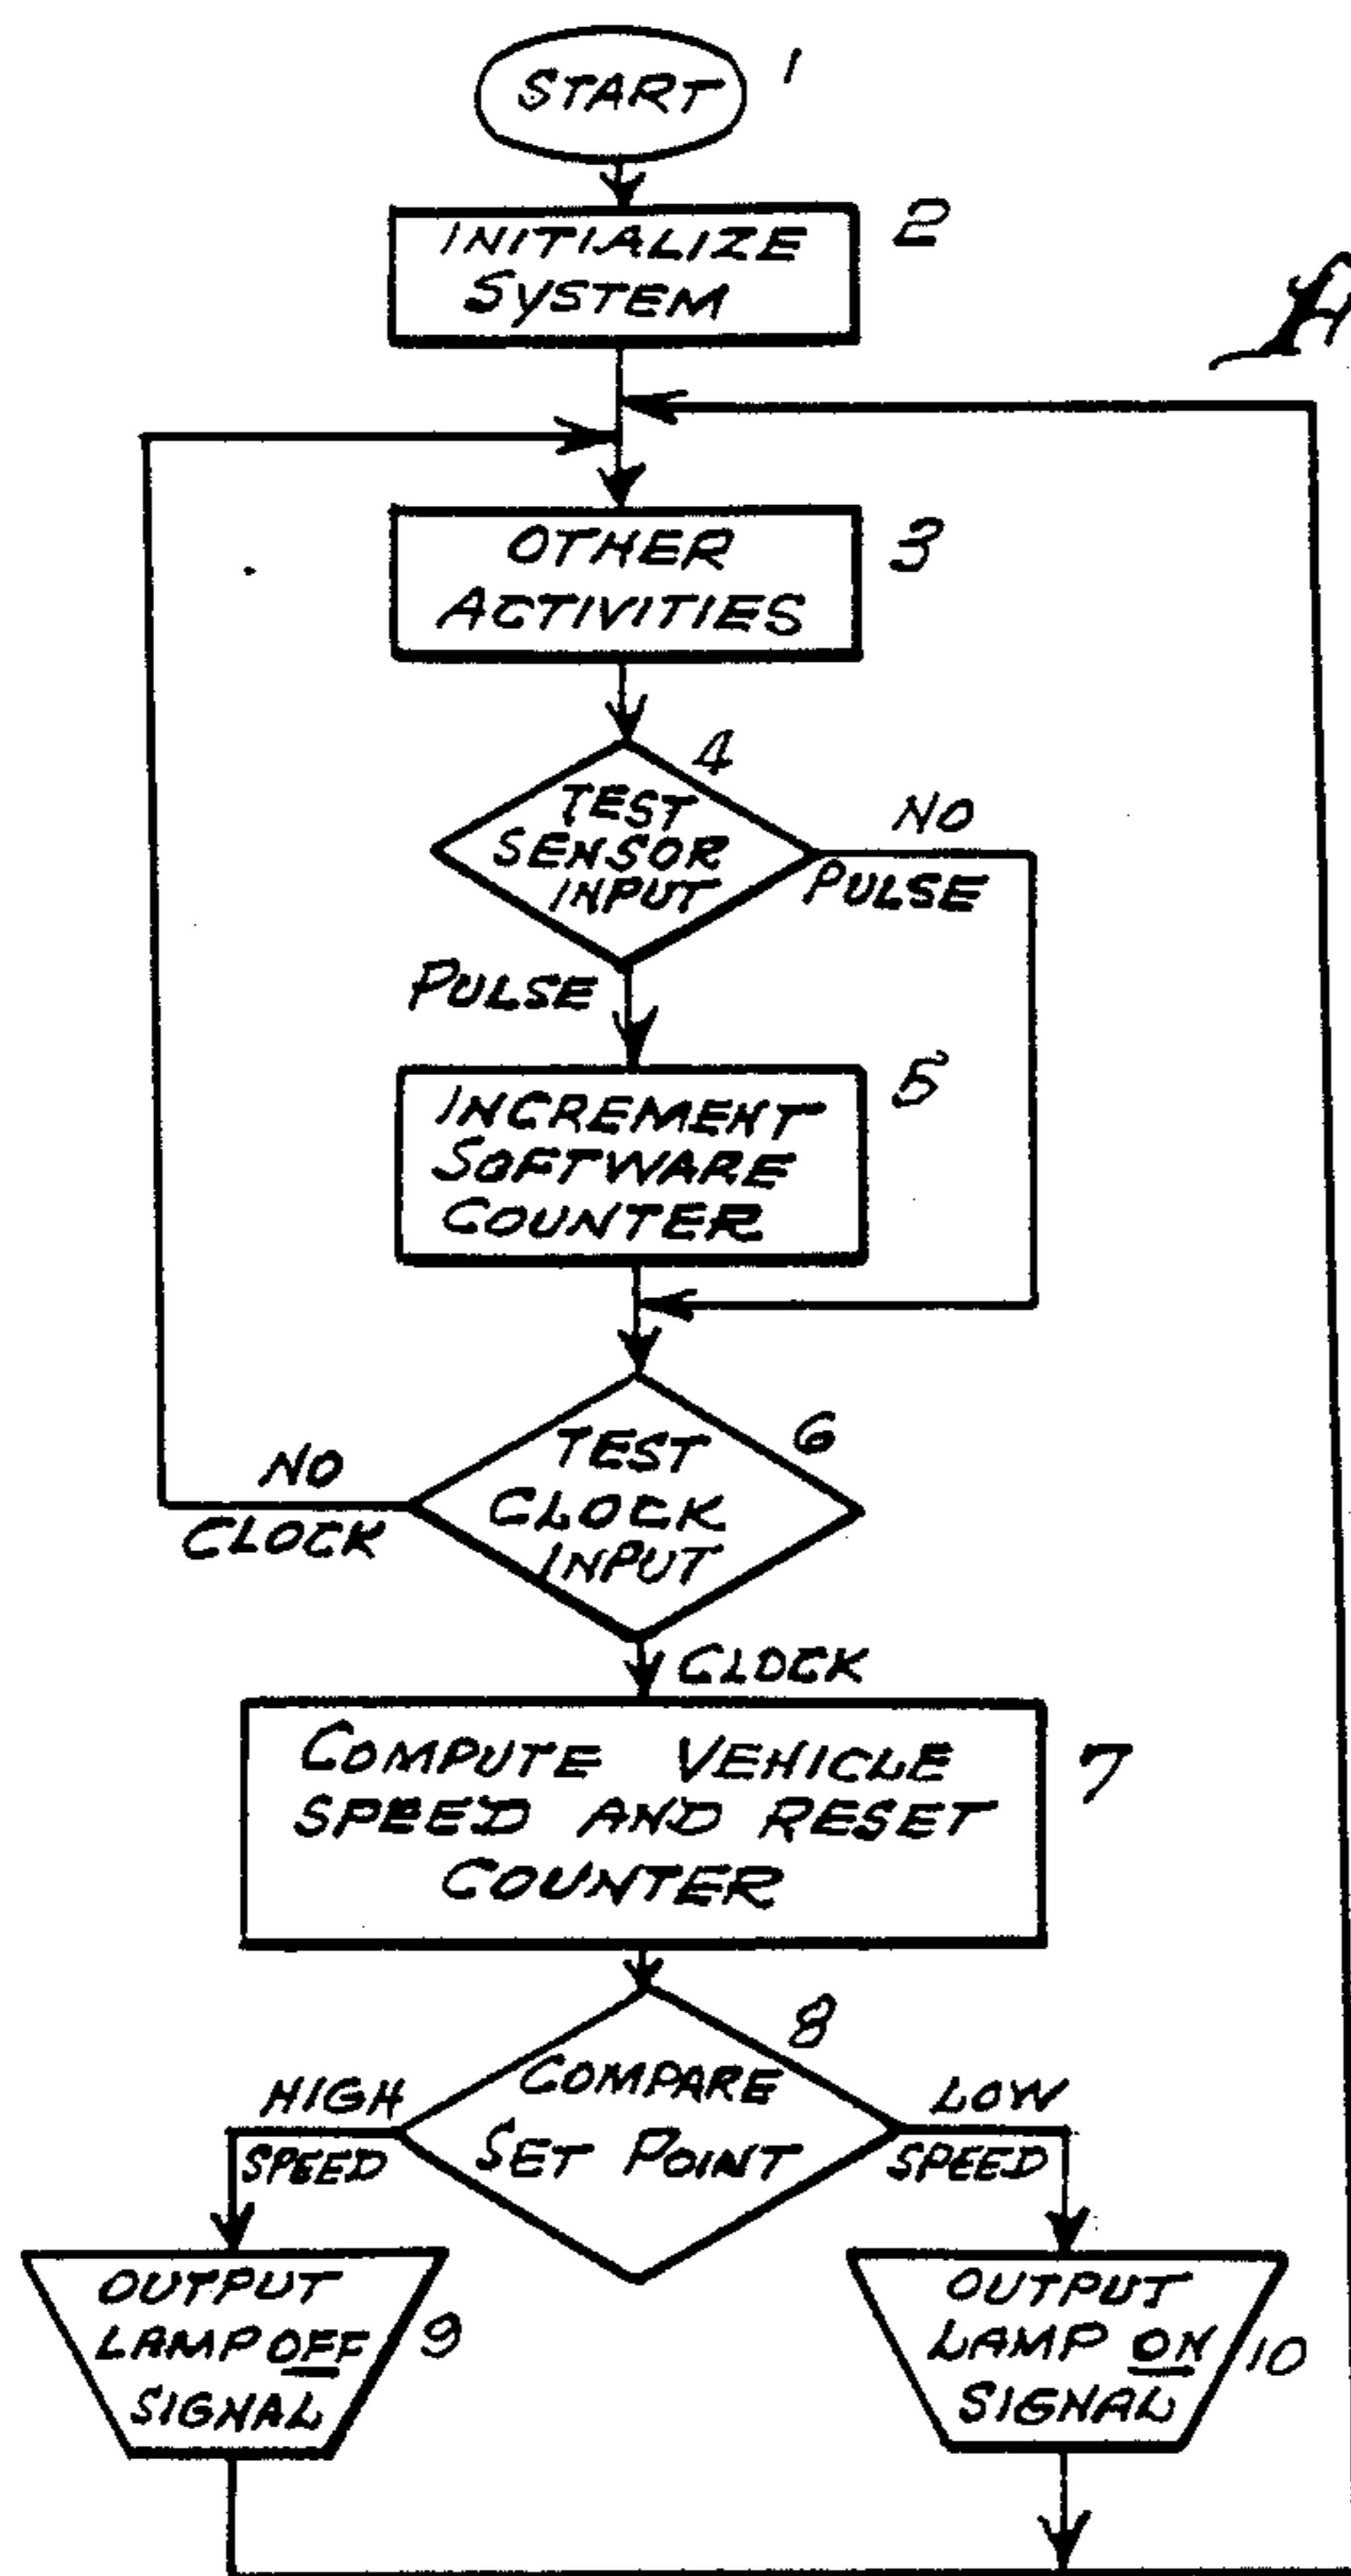 START 1
INITIALIZE 2
SYSTEM
OTHER 3
ACTIVITIES
4
TEST
SENSOR
INPUT
NO
PULSE
PULSE
INCREMENT 5
SOFTWARE
COUNTER
6
TEST
CLOCK
INPUT
NO
CLOCK
CLOCK
COMPUTE VEHICLE 7
SPEED AND RESET
COUNTER
8
COMPARE
SET POINT
HIGH
SPEED
LOW
SPEED
OUTPUT
LAMP OFF 9
SIGNAL
OUTPUT
LAMP ON 10
SIGNAL